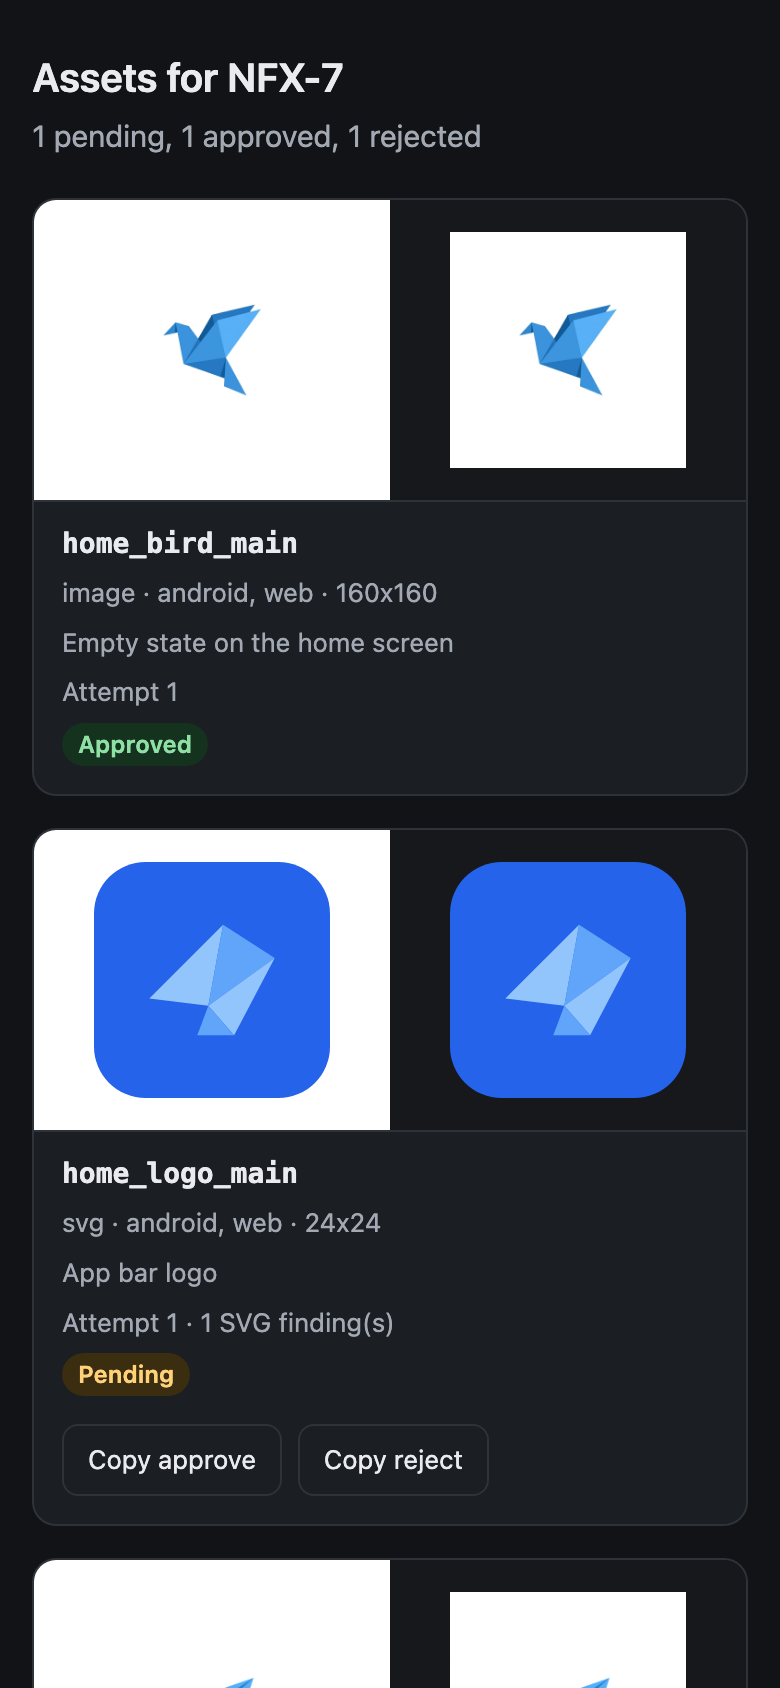 Assets for NFX-7
1 pending, 1 approved, 1 rejected
home_bird_main
image · android, web · 160x160
Empty state on the home screen
Attempt 1
Approved
home_logo_main
svg · android, web · 24x24
App bar logo
Attempt 1 · 1 SVG finding(s)
Pending
Copy approve
Copy reject